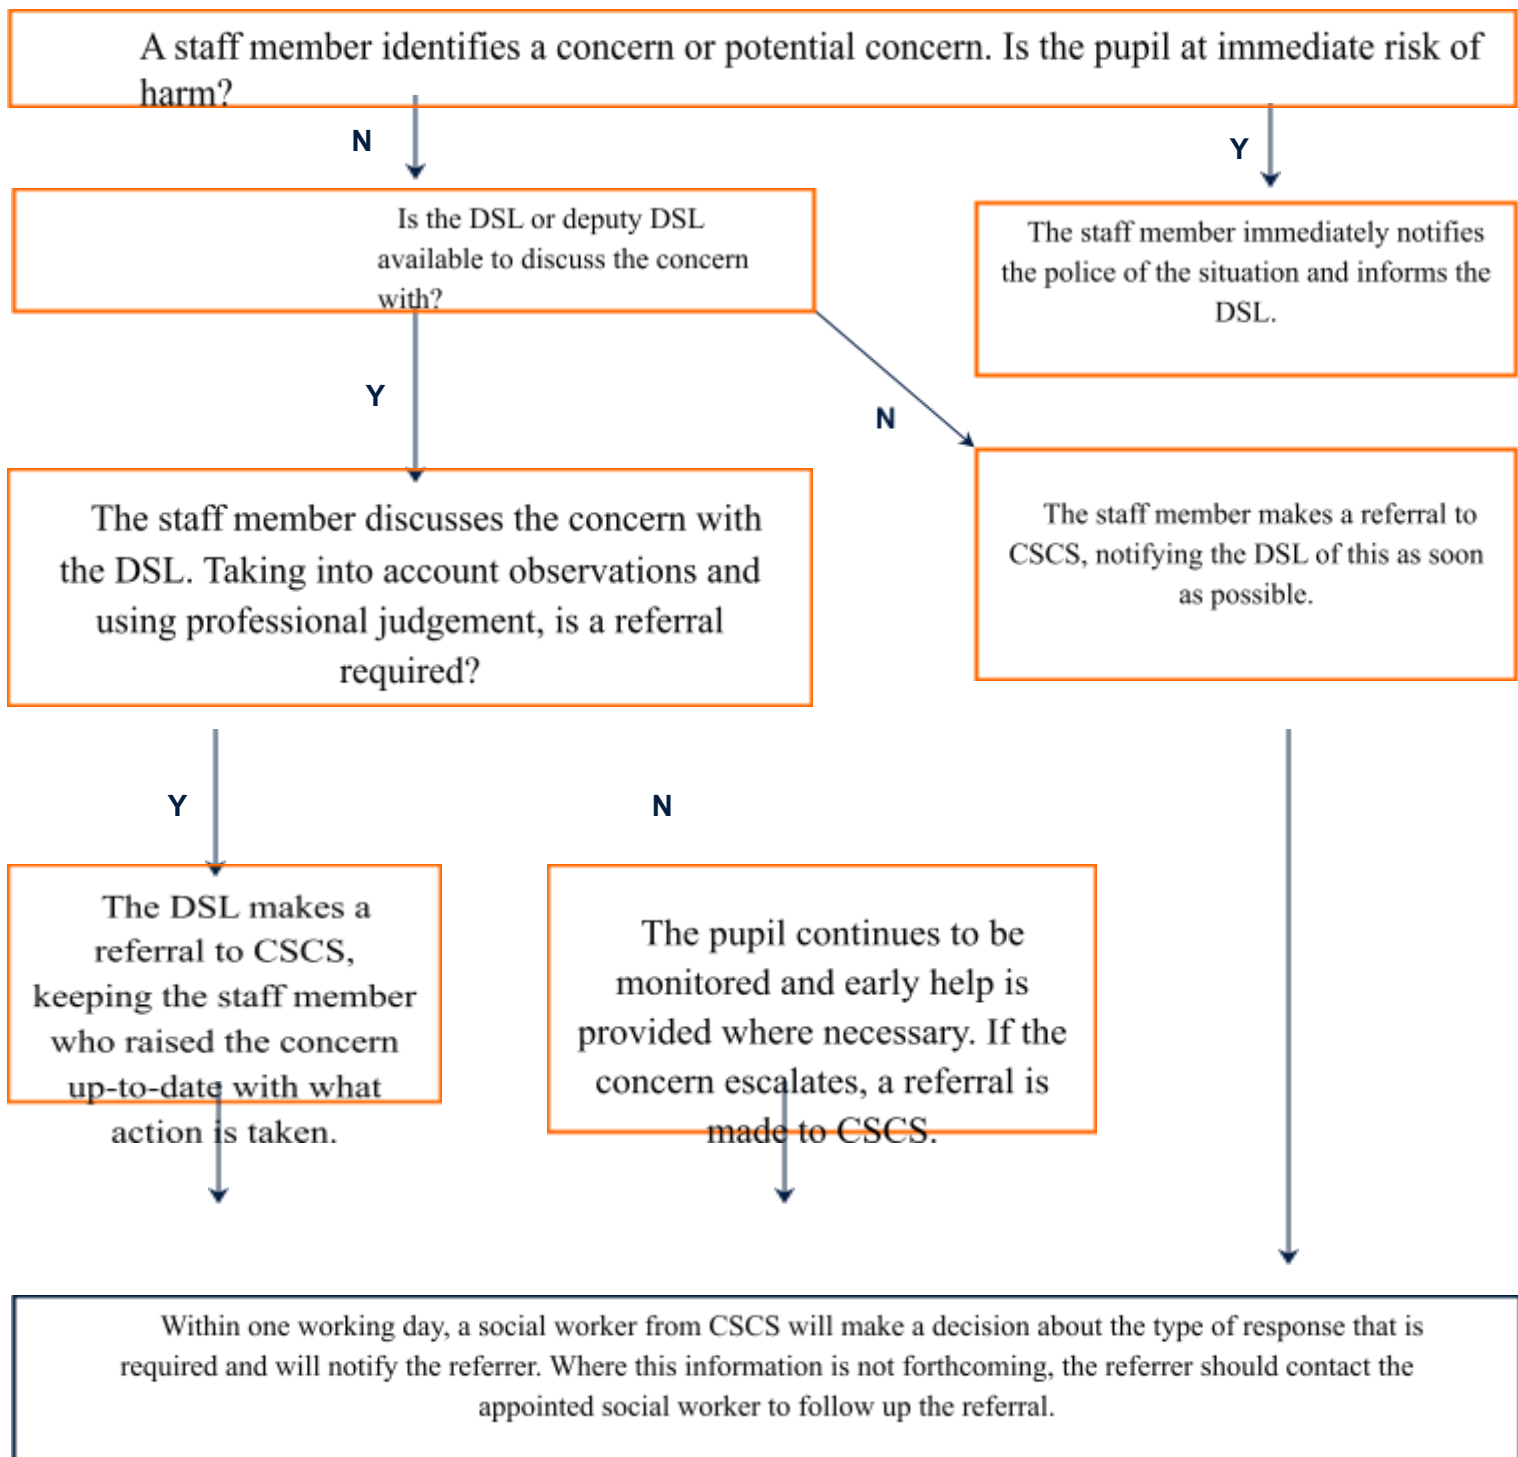 A staff member identifies a concern or potential concern. Is the pupil at immediate risk of
harm?
N
Y
Is the DSL or deputy DSL
available to discuss the concern
with?
The staff member immediately notifies
the police of the situation and informs the
DSL.
Y
N
The staff member discusses the concern with
the DSL. Taking into account observations and
using professional judgement, is a referral
required?
The staff member makes a referral to
CSCS, notifying the DSL of this as soon
as possible.
Y
N
The DSL makes a
referral to CSCS,
keeping the staff member
who raised the concern
up-to-date with what
action is taken.
The pupil continues to be
monitored and early help is
provided where necessary. If the
concern escalates, a referral is
made to CSCS.
Within one working day, a social worker from CSCS will make a decision about the type of response that is
required and will notify the referrer. Where this information is not forthcoming, the referrer should contact the
appointed social worker to follow up the referral.